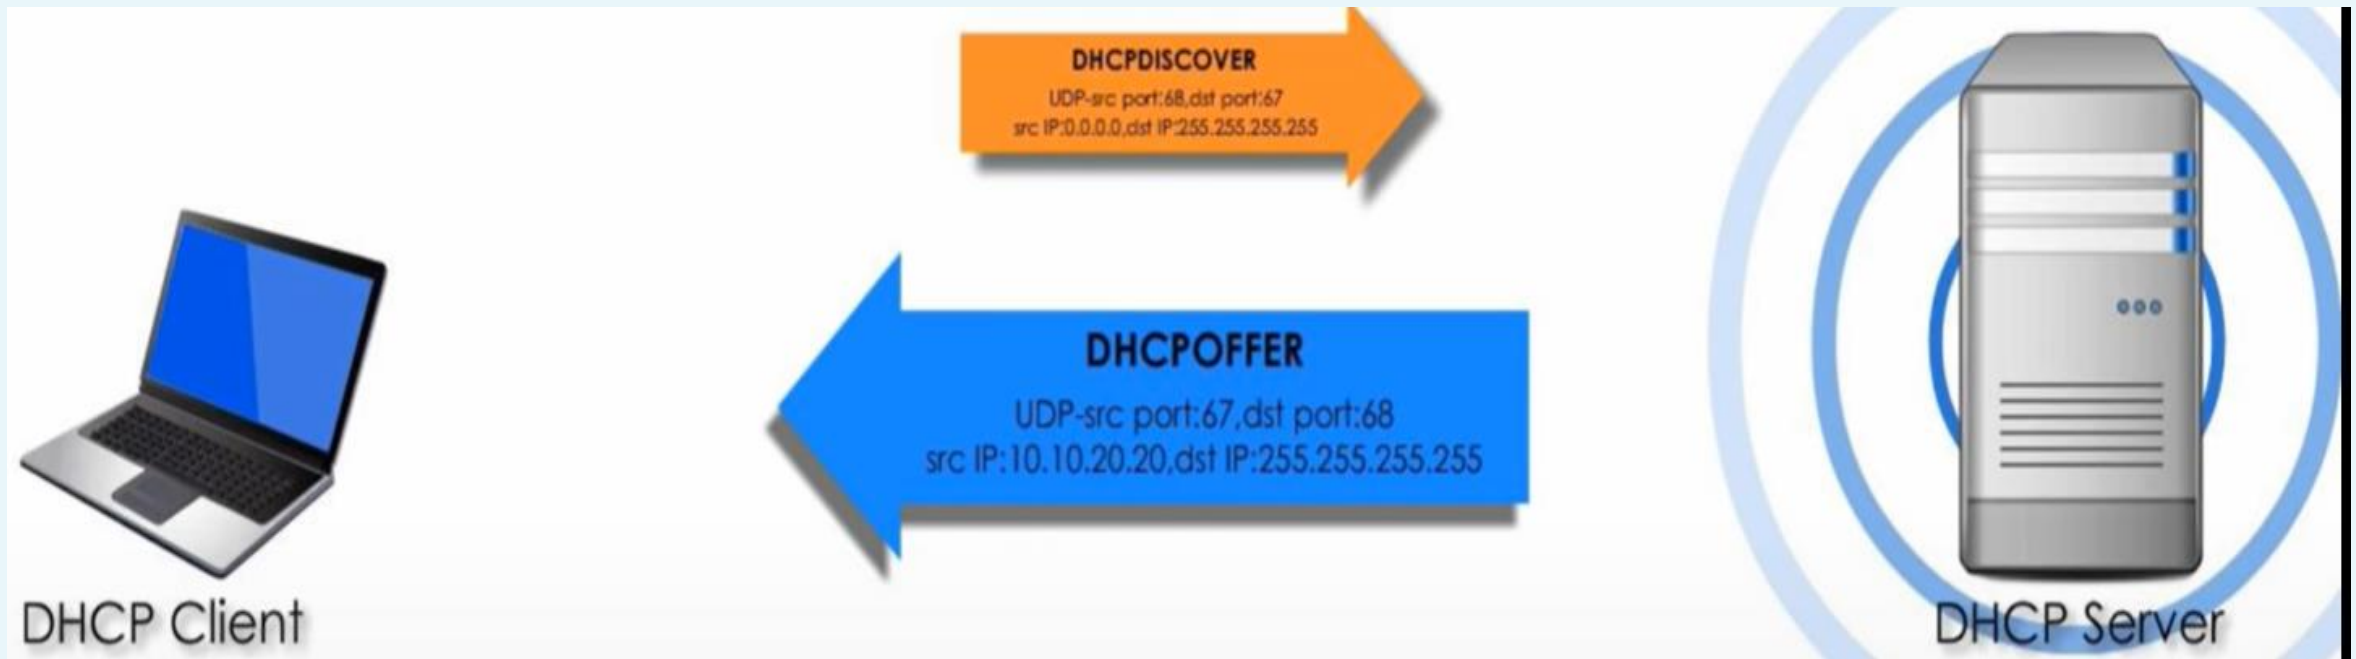 DHCPDISCOVER
UDP-src port:68,dst port:67
src IP:0.0.0.0,dst IP:255.255.255.255
DHCPOFFER
UDP-src port:67,dst port:68
src IP:10.10.20.20,dst IP:255.255.255.255
DHCP Client
DHCP Server